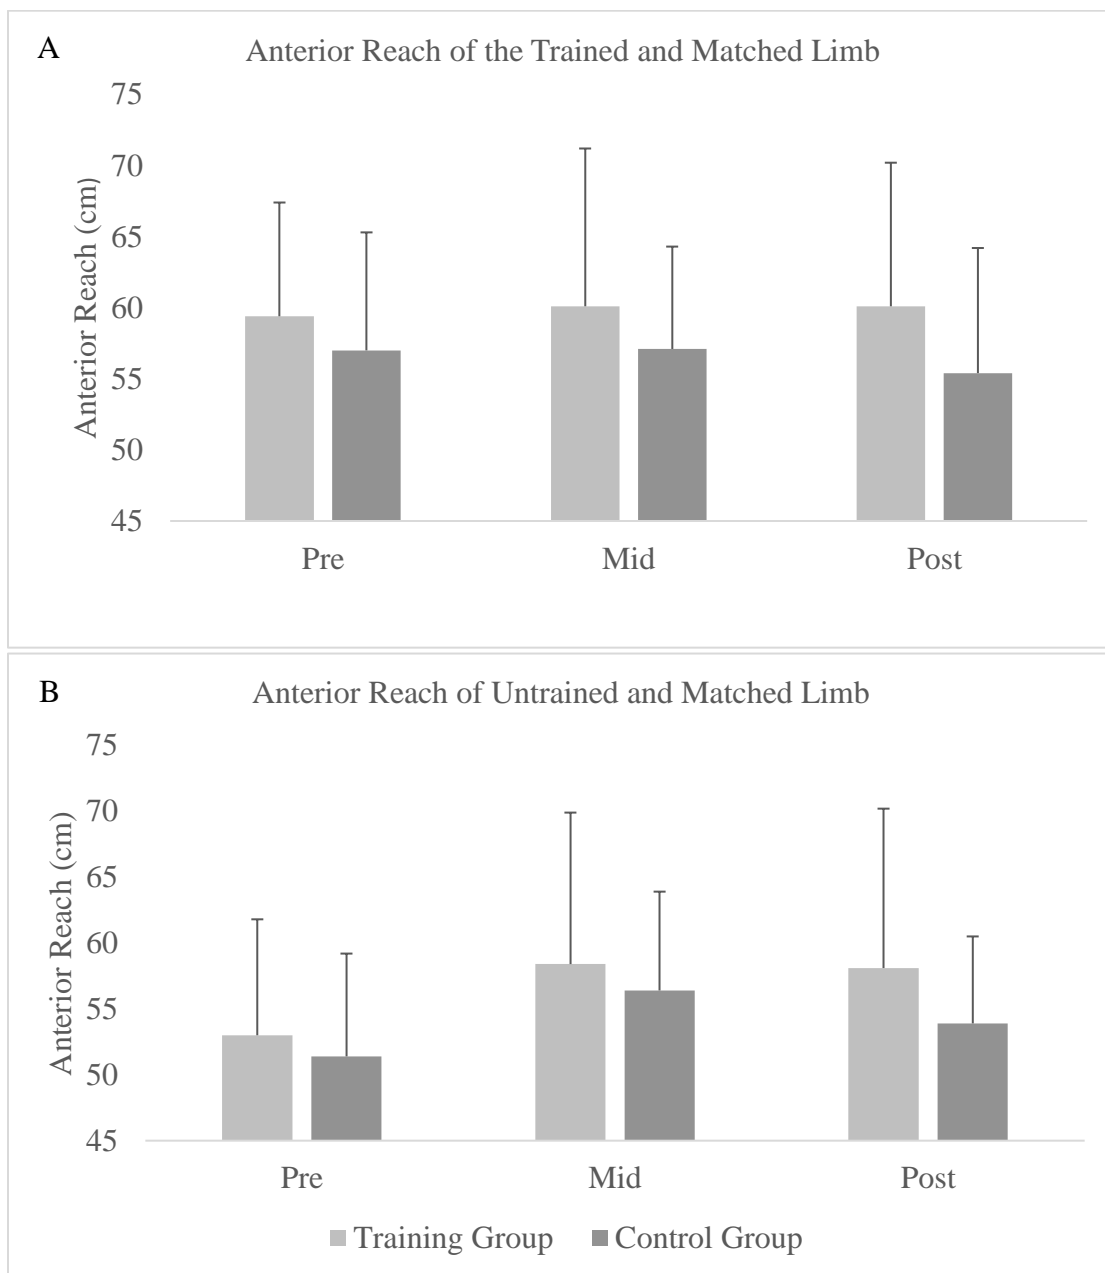 A
Anterior Reach of the Trained and Matched Limb
75
70
65
60
55
50
45
Anterior Reach (cm)
Pre Mid Post
B
Anterior Reach of Untrained and Matched Limb
75
70
65
60
55
50
45
Anterior Reach (cm)
Pre Mid Post
Training Group Control Group